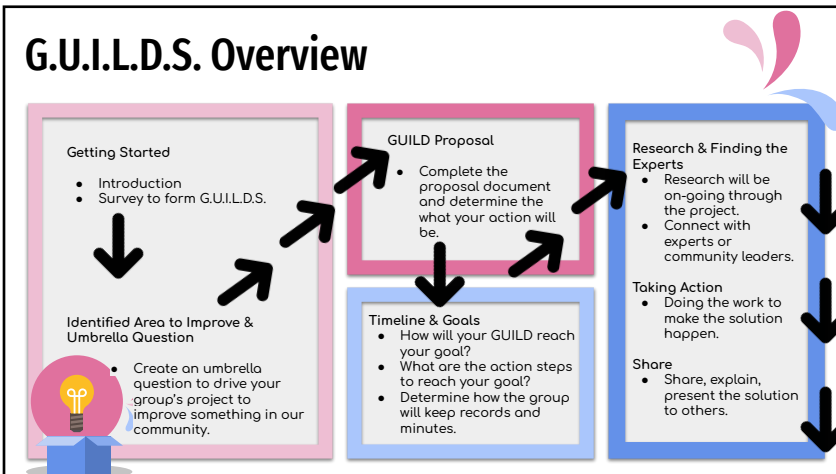 G.U.I.L.D.S. Overview
Getting Started
● Introduction
● Survey to form G.U.I.L.D.S.
Identified Area to Improve &
Umbrella Question
● Create an umbrella
question to drive your
group's project to
improve something in our
community.
GUILD Proposal
● Complete the
proposal document
and determine the
what your action will
be.
Timeline & Goals
● How will your GUILD reach
your goal?
● What are the action steps
to reach your goal?
● Determine how the group
will keep records and
minutes.
Research & Finding the
Experts
● Research will be
on-going through
the project.
● Connect with
experts or
community leaders.
Taking Action
● Doing the work to
make the solution
happen.
Share
● Share, explain,
present the solution
to others.